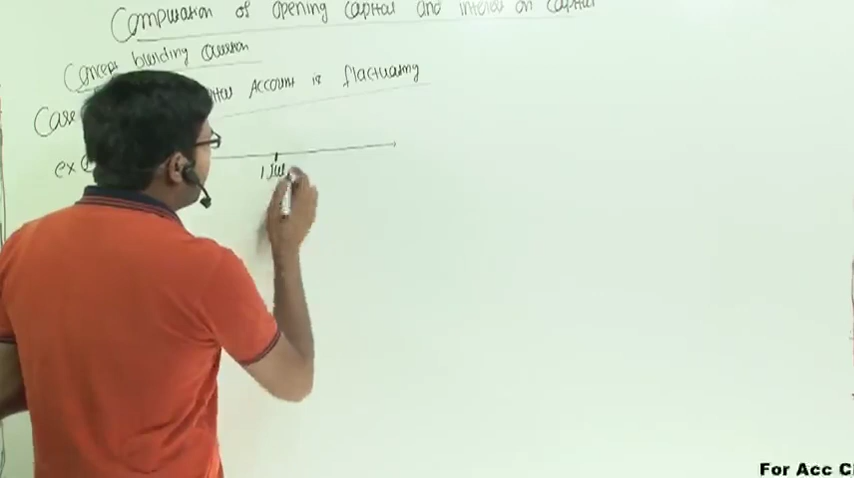 Computation of opening capital and interest on capital
Concept building Question
Case Account is fluctuating
ex
1 Jul
For Acc C